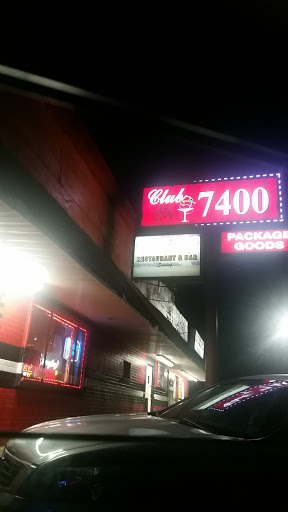 Club 7400
RESTAURANT & BAR
PACKAGE
GOODS